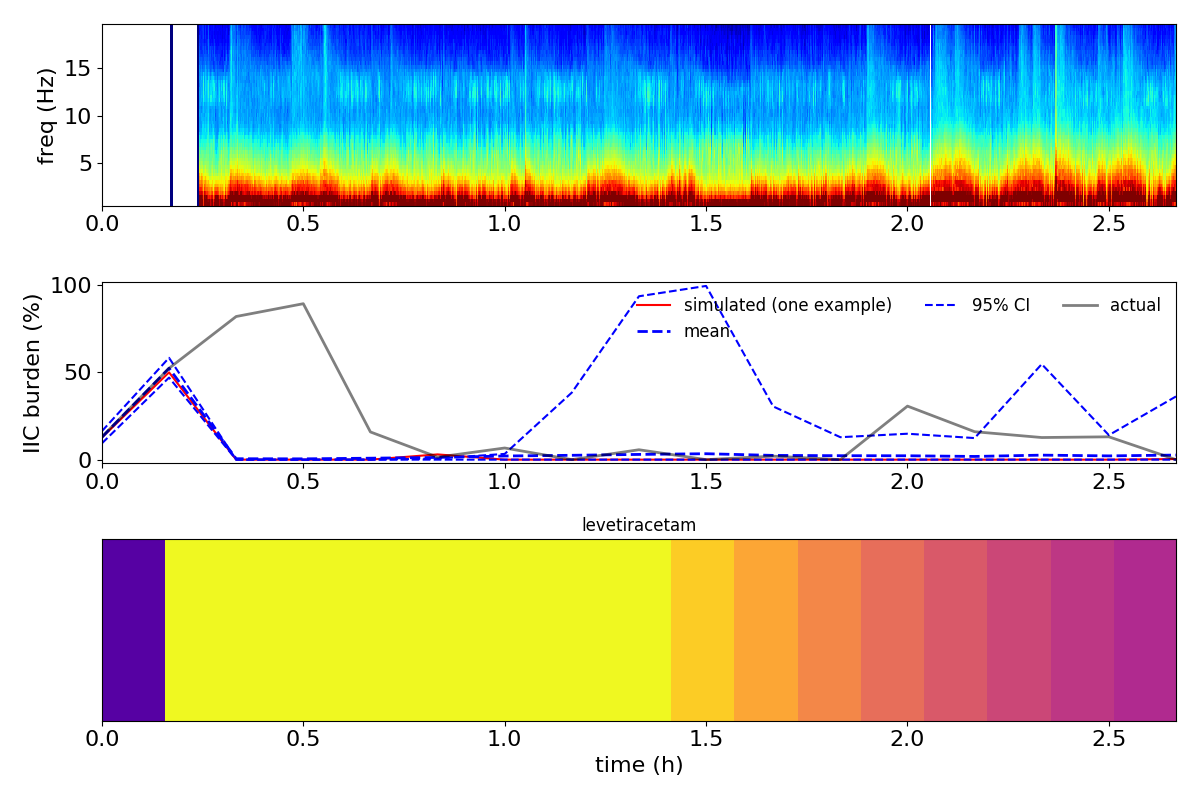 freq (Hz)
15
10
5
0.0 0.5 1.0 1.5 2.0 2.5
IIC burden (%)
100
50
0
simulated (one example) 95% CI actual
mean
0.0 0.5 1.0 1.5 2.0 2.5
levetiracetam
0.0 0.5 1.0 1.5 2.0 2.5
time (h)